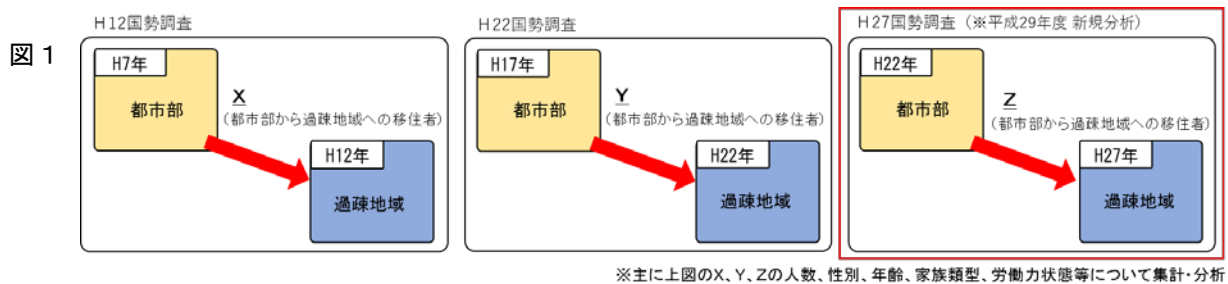 図1
H12国勢調査
H7年
都市部
X
(都市部から過疎地域への移住者)
H12年
過疎地域
H22国勢調査
H17年
都市部
Y
(都市部から過疎地域への移住者)
H22年
過疎地域
H27国勢調査(※平成29年度 新規分析)
H22年
都市部
Z
(都市部から過疎地域への移住者)
H27年
過疎地域
※主に上図のX、Y、Zの人数、性別、年齢、家族類型、労働力状態等について集計・分析